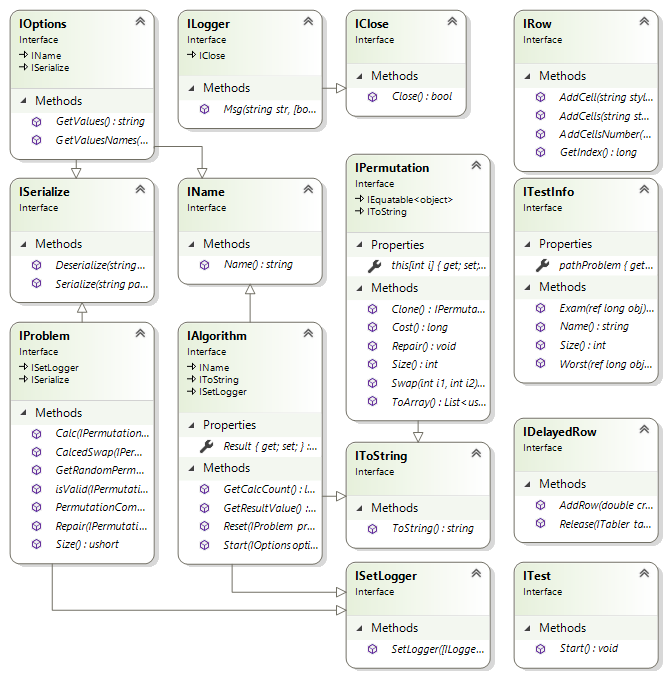 IOptions
Interface
IName
ISerialize
Methods
GetValues() : string
GetValuesNames(...
ILogger
Interface
IClose
Methods
Msg(string str, [bo...
IClose
Interface
Methods
Close() : bool
IRow
Interface
Methods
AddCell(string styl...
AddCells(string st...
AddCellsNumber(...
GetIndex() : long
ISerialize
Interface
Methods
Deserialize(string...
Serialize(string pa...
IName
Interface
Methods
Name() : string
IPermutation
Interface
IEquatable<object>
IToString
Properties
this[int i] { get; set;...
Methods
Clone() : IPermuta...
Cost() : long
Repair() : void
Size() : int
Swap(int i1, int i2)...
ToArray() : List<us...
ITestInfo
Interface
Properties
pathProblem { get...
Methods
Exam(ref long obj)...
Name() : string
Size() : int
Worst(ref long obj...
IProblem
Interface
ISetLogger
ISerialize
Methods
Calc(IPermutation...
CalcedSwap(IPer...
GetRandomPerm...
isValid(IPermutati...
PermutationCom...
Repair(IPermutati...
Size() : ushort
IAlgorithm
Interface
IName
IToString
ISetLogger
Properties
Result { get; set; } :...
Methods
GetCalcCount() : l...
GetResultValue() :...
Reset(IProblem pr...
Start(IOptions opti...
IToString
Interface
Methods
ToString() : string
IDelayedRow
Interface
Methods
AddRow(double cr...
Release(ITabler ta...
ISetLogger
Interface
Methods
SetLogger([ILogge...
ITest
Interface
Methods
Start() : void